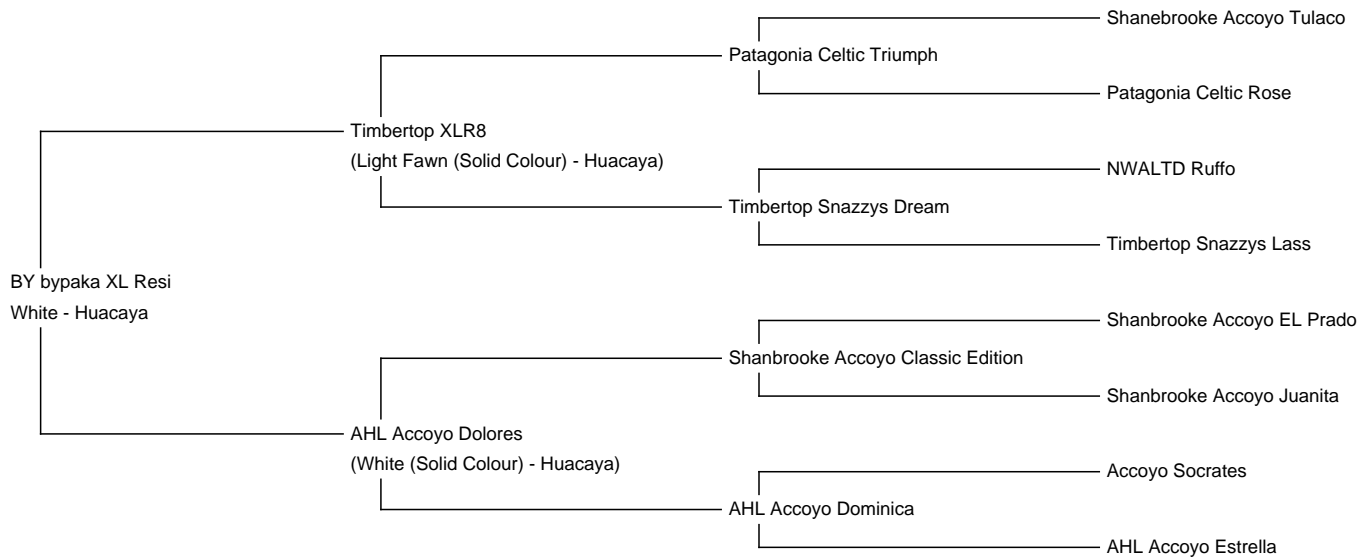 Shanebrooke Accoyo Tulaco
Patagonia Celtic Triumph
Patagonia Celtic Rose
Timbertop XLR8
(Light Fawn (Solid Colour) - Huacaya)
NWALTD Ruffo
Timbertop Snazzys Dream
Timbertop Snazzys Lass
BY bypaka XL Resi
White - Huacaya
Shanbrooke Accoyo EL Prado
Shanbrooke Accoyo Classic Edition
Shanbrooke Accoyo Juanita
AHL Accoyo Dolores
(White (Solid Colour) - Huacaya)
Accoyo Socrates
AHL Accoyo Dominica
AHL Accoyo Estrella